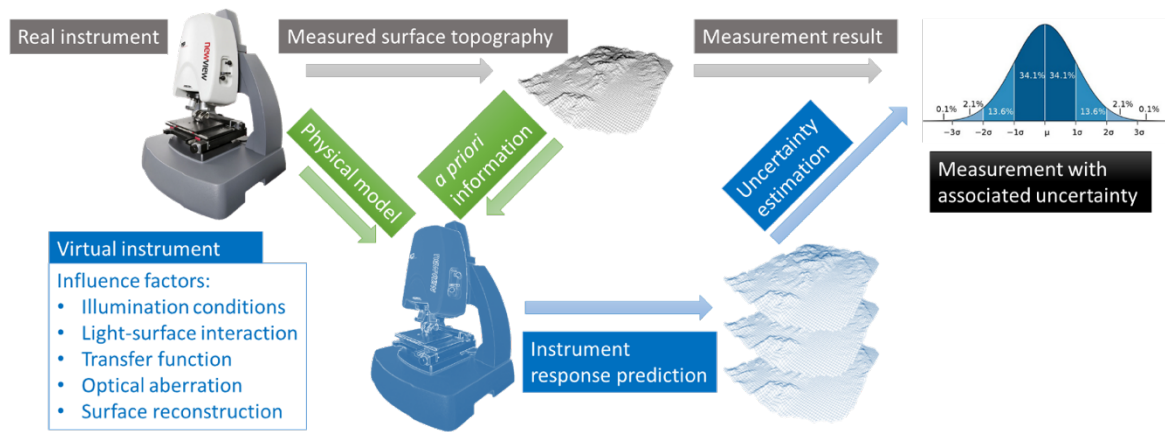 Real instrument
Measured surface topography
Measurement result
newview
Physical model
a priori
information
Uncertainty
estimation
34.1% 34.1%
0.1% 2.1% 13.6% 13.6% 2.1% 0.1%
−3σ −2σ −1σ μ 1σ 2σ 3σ
Measurement with
associated uncertainty
Virtual instrument
Influence factors:
• Illumination conditions
• Light-surface interaction
• Transfer function
• Optical aberration
• Surface reconstruction
newview
Instrument
response prediction